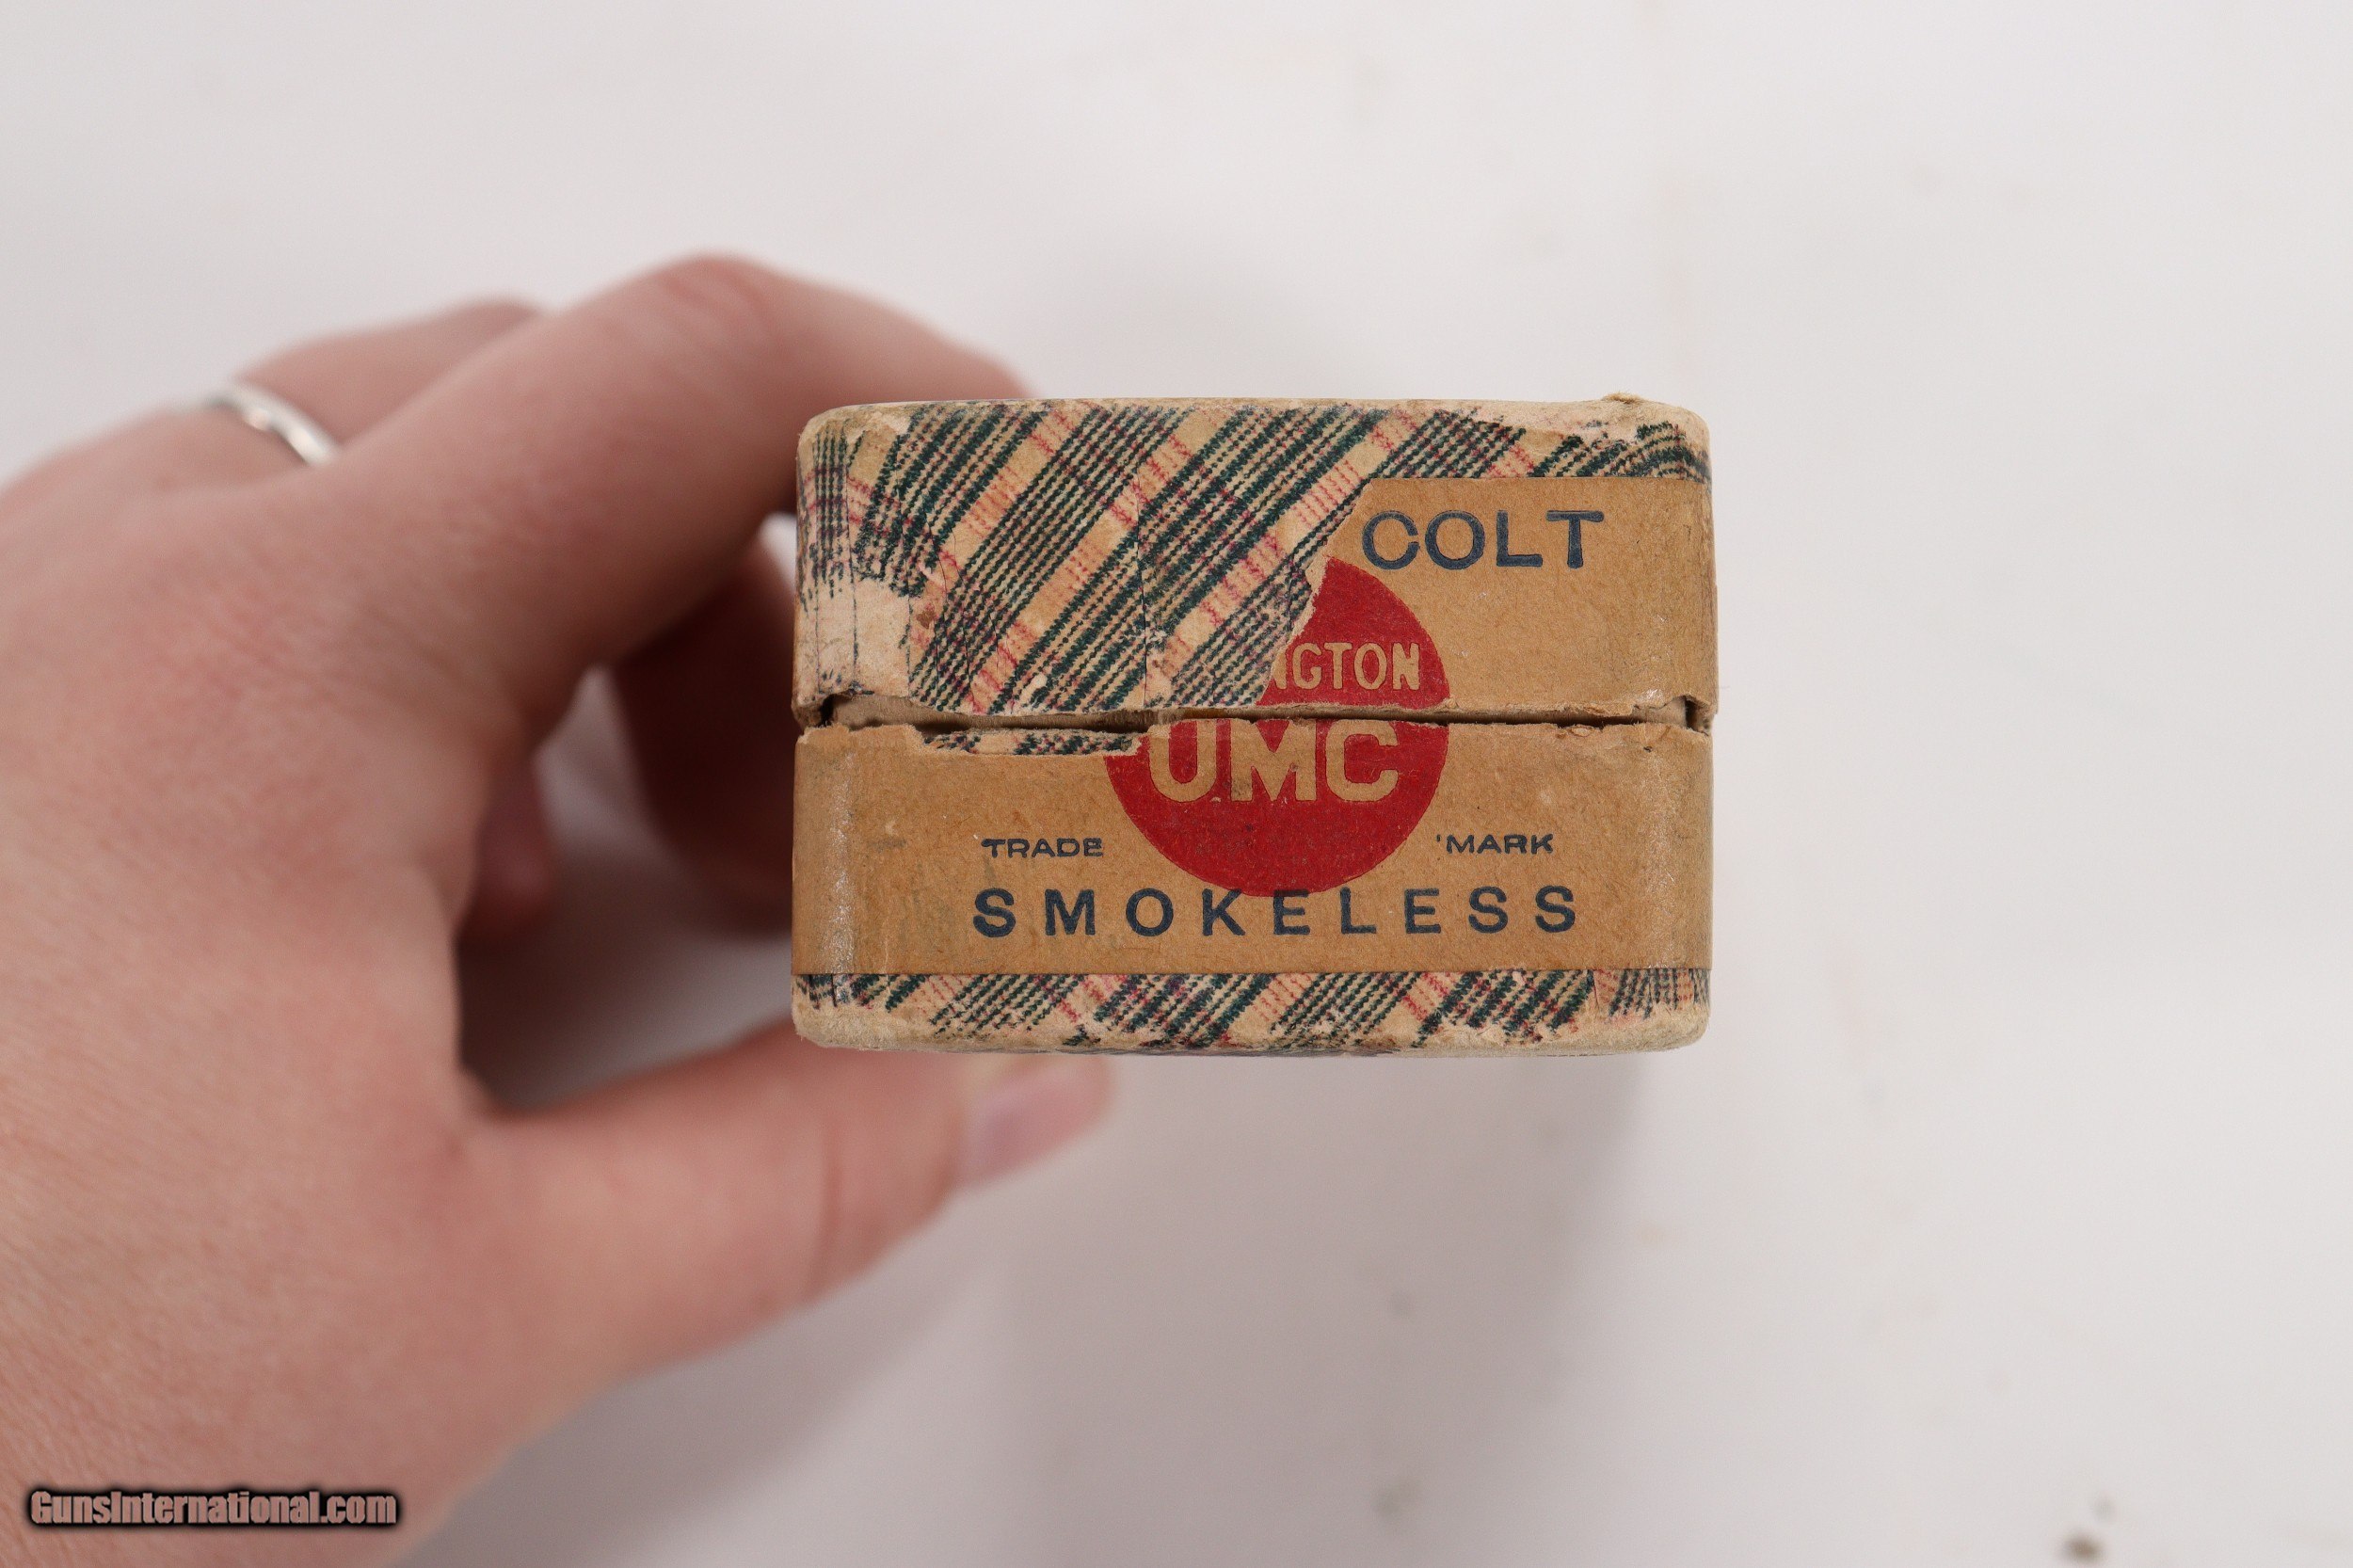 COLT
NGTON
UMC
TRADE MARK
SMOKELESS
GunsInternational.com